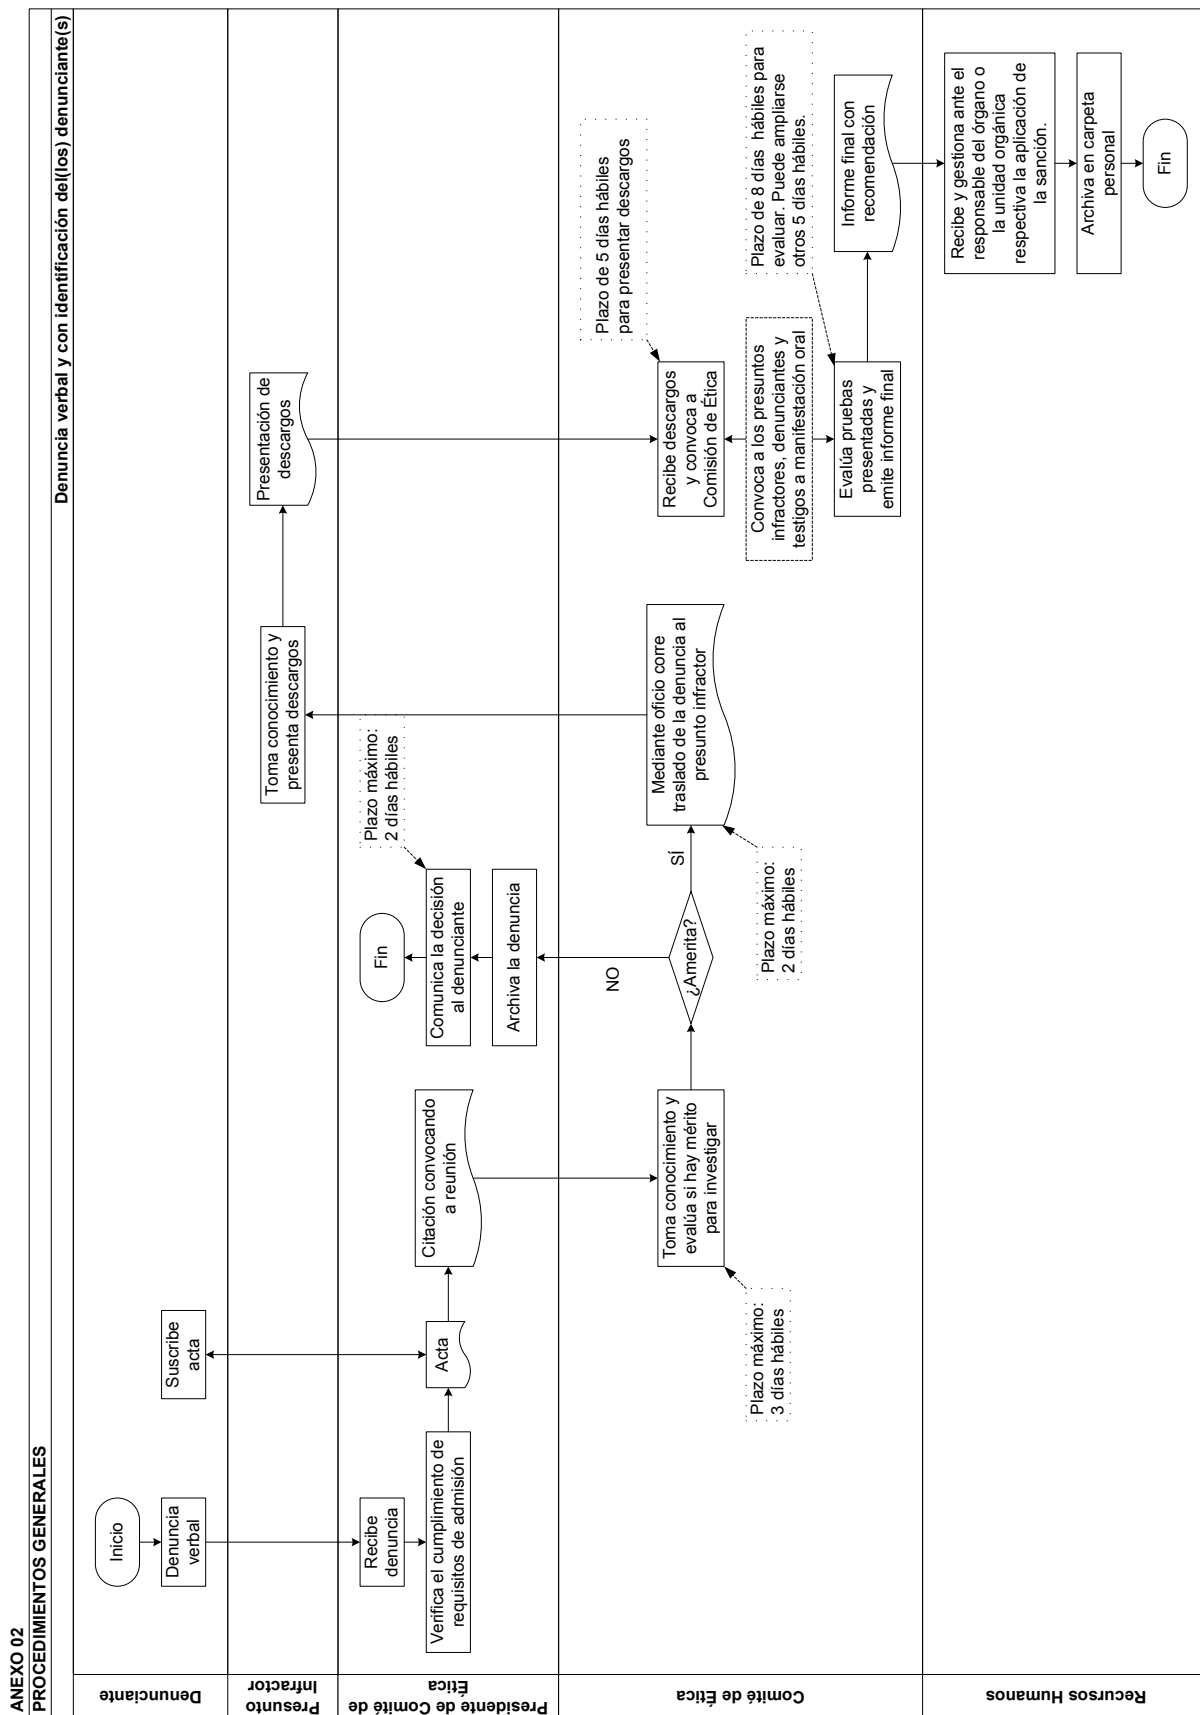 ANEXO 02
PROCEDIMIENTOS GENERALES
Denuncia verbal y con identificación del(los) denunciante(s)
Denunciante
Inicio
Denuncia
verbal
Suscribe
acta
Presunto
Infractor
Toma conocimiento y
presenta descargos
Presentación de
descargos
Presidente de Comité de
Ética
Recibe
denuncia
Verifica el cumplimiento de
requisitos de admisión
Acta
Citación convocando
a reunión
Fin
Comunica la decisión
al denunciante
Archiva la denuncia
Plazo máximo:
2 días hábiles
Comité de Ética
Toma conocimiento y
evalúa si hay mérito
para investigar
Plazo máximo:
3 días hábiles
¿Amerita?
NO
SÍ
Mediante oficio corre
traslado de la denuncia al
presunto infractor
Plazo máximo:
2 días hábiles
Plazo de 5 días hábiles
para presentar descargos
Recibe descargos
y convoca a
Comisión de Ética
Convoca a los presuntos
infractores, denunciantes y
testigos a manifestación oral
Plazo de 8 días hábiles para
evaluar. Puede ampliarse
otros 5 días hábiles.
Evalúa pruebas
presentadas y
emite informe final
Informe final con
recomendación
Recursos Humanos
Recibe y gestiona ante el
responsable del órgano o
la unidad orgánica
respectiva la aplicación de
la sanción.
Archiva en carpeta
personal
Fin